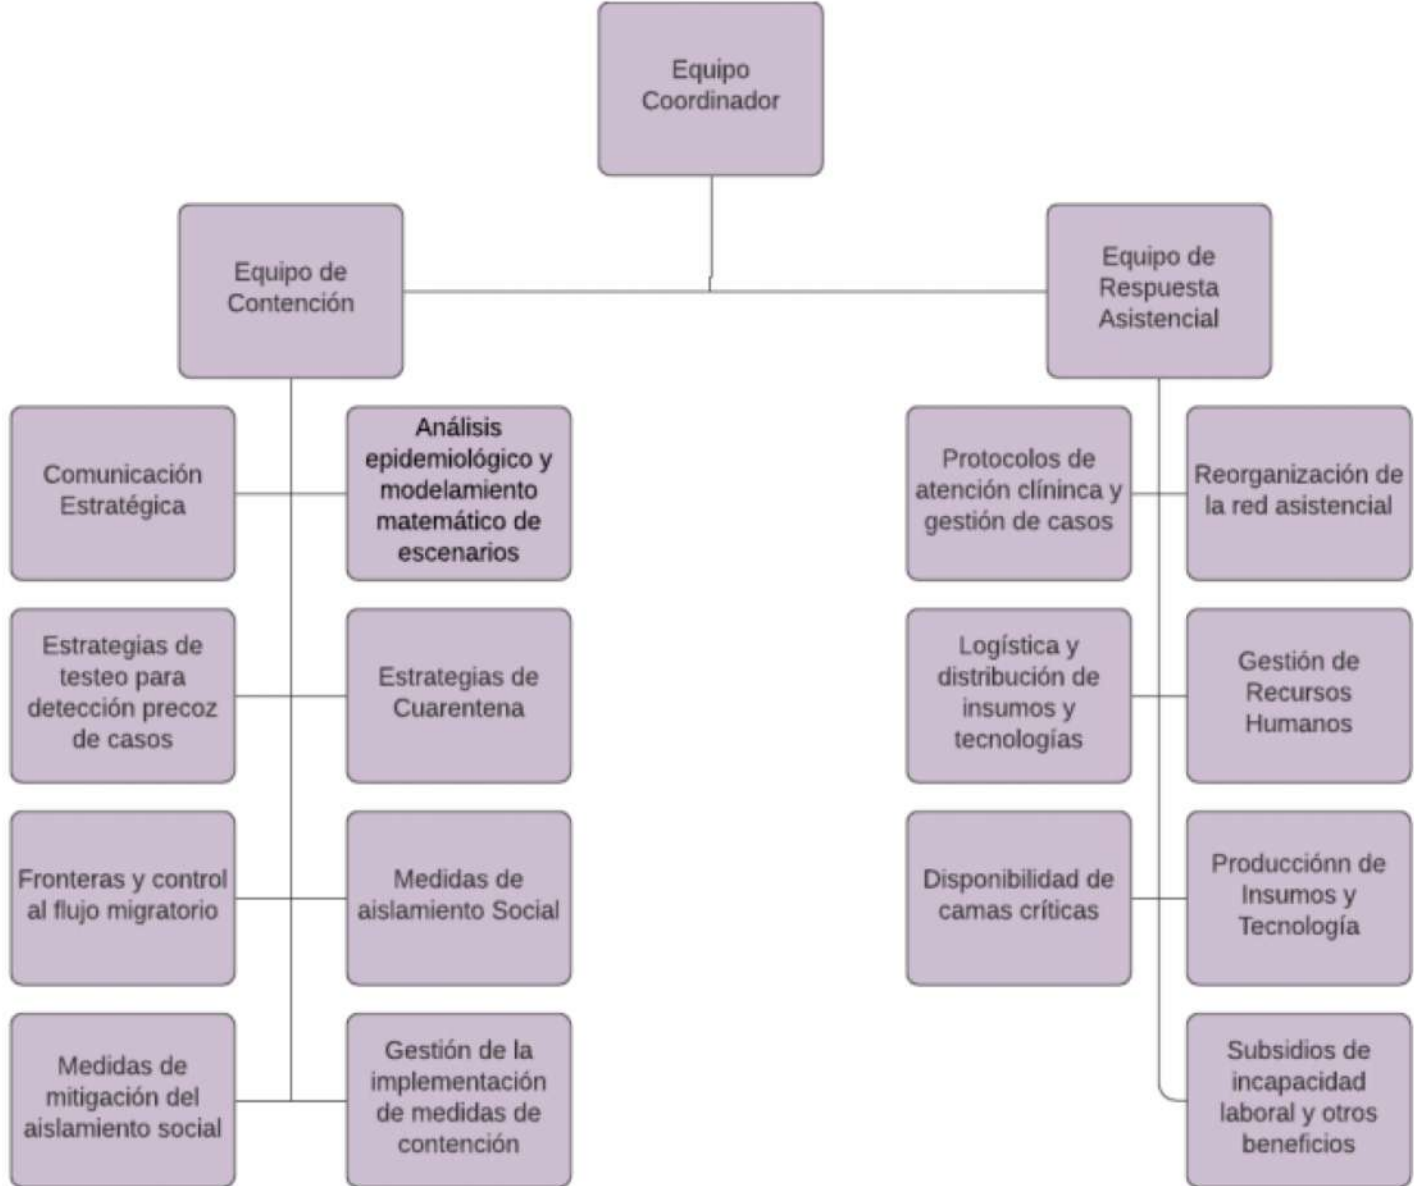 Equipo
Coordinador
Equipo de
Contención
Equipo de
Respuesta
Asistencial
Comunicación
Estratégica
Análisis
epidemiológico y
modelamiento
matemático de
escenarios
Protocolos de
atención clíninca y
gestión de casos
Reorganización de
la red asistencial
Estrategias de
testeo para
detección precoz
de casos
Estrategias de
Cuarentena
Logística y
distribución de
insumos y
tecnologías
Gestión de
Recursos
Humanos
Fronteras y control
al flujo migratorio
Medidas de
aislamiento Social
Disponibilidad de
camas críticas
Producciónn de
Insumos y
Tecnología
Medidas de
mitigación del
aislamiento social
Gestión de la
implementación
de medidas de
contención
Subsidios de
incapacidad
laboral y otros
beneficios